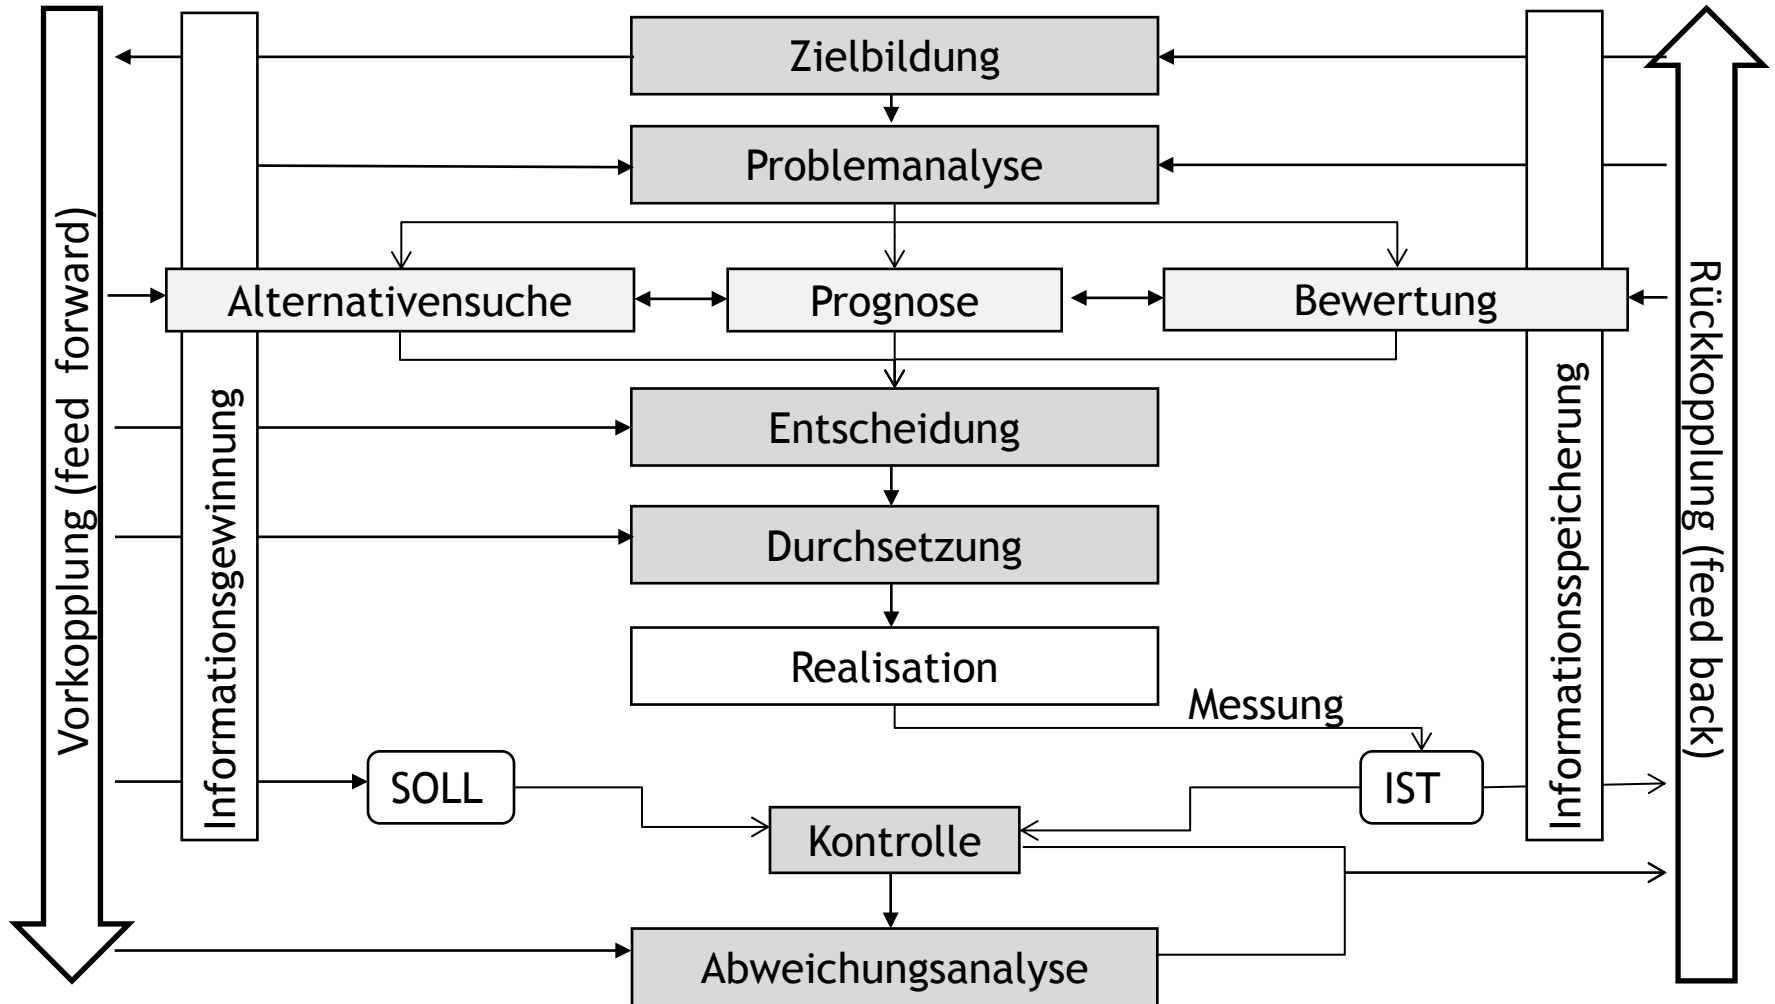 Zielbildung
Problemanalyse
Alternativensuche
Prognose
Bewertung
Entscheidung
Durchsetzung
Realisation
Messung
SOLL
IST
Kontrolle
Abweichungsanalyse
Vorkopplung (feed forward)
Informationsgewinnung
Informationsspeicherung
Rückkopplung (feed back)